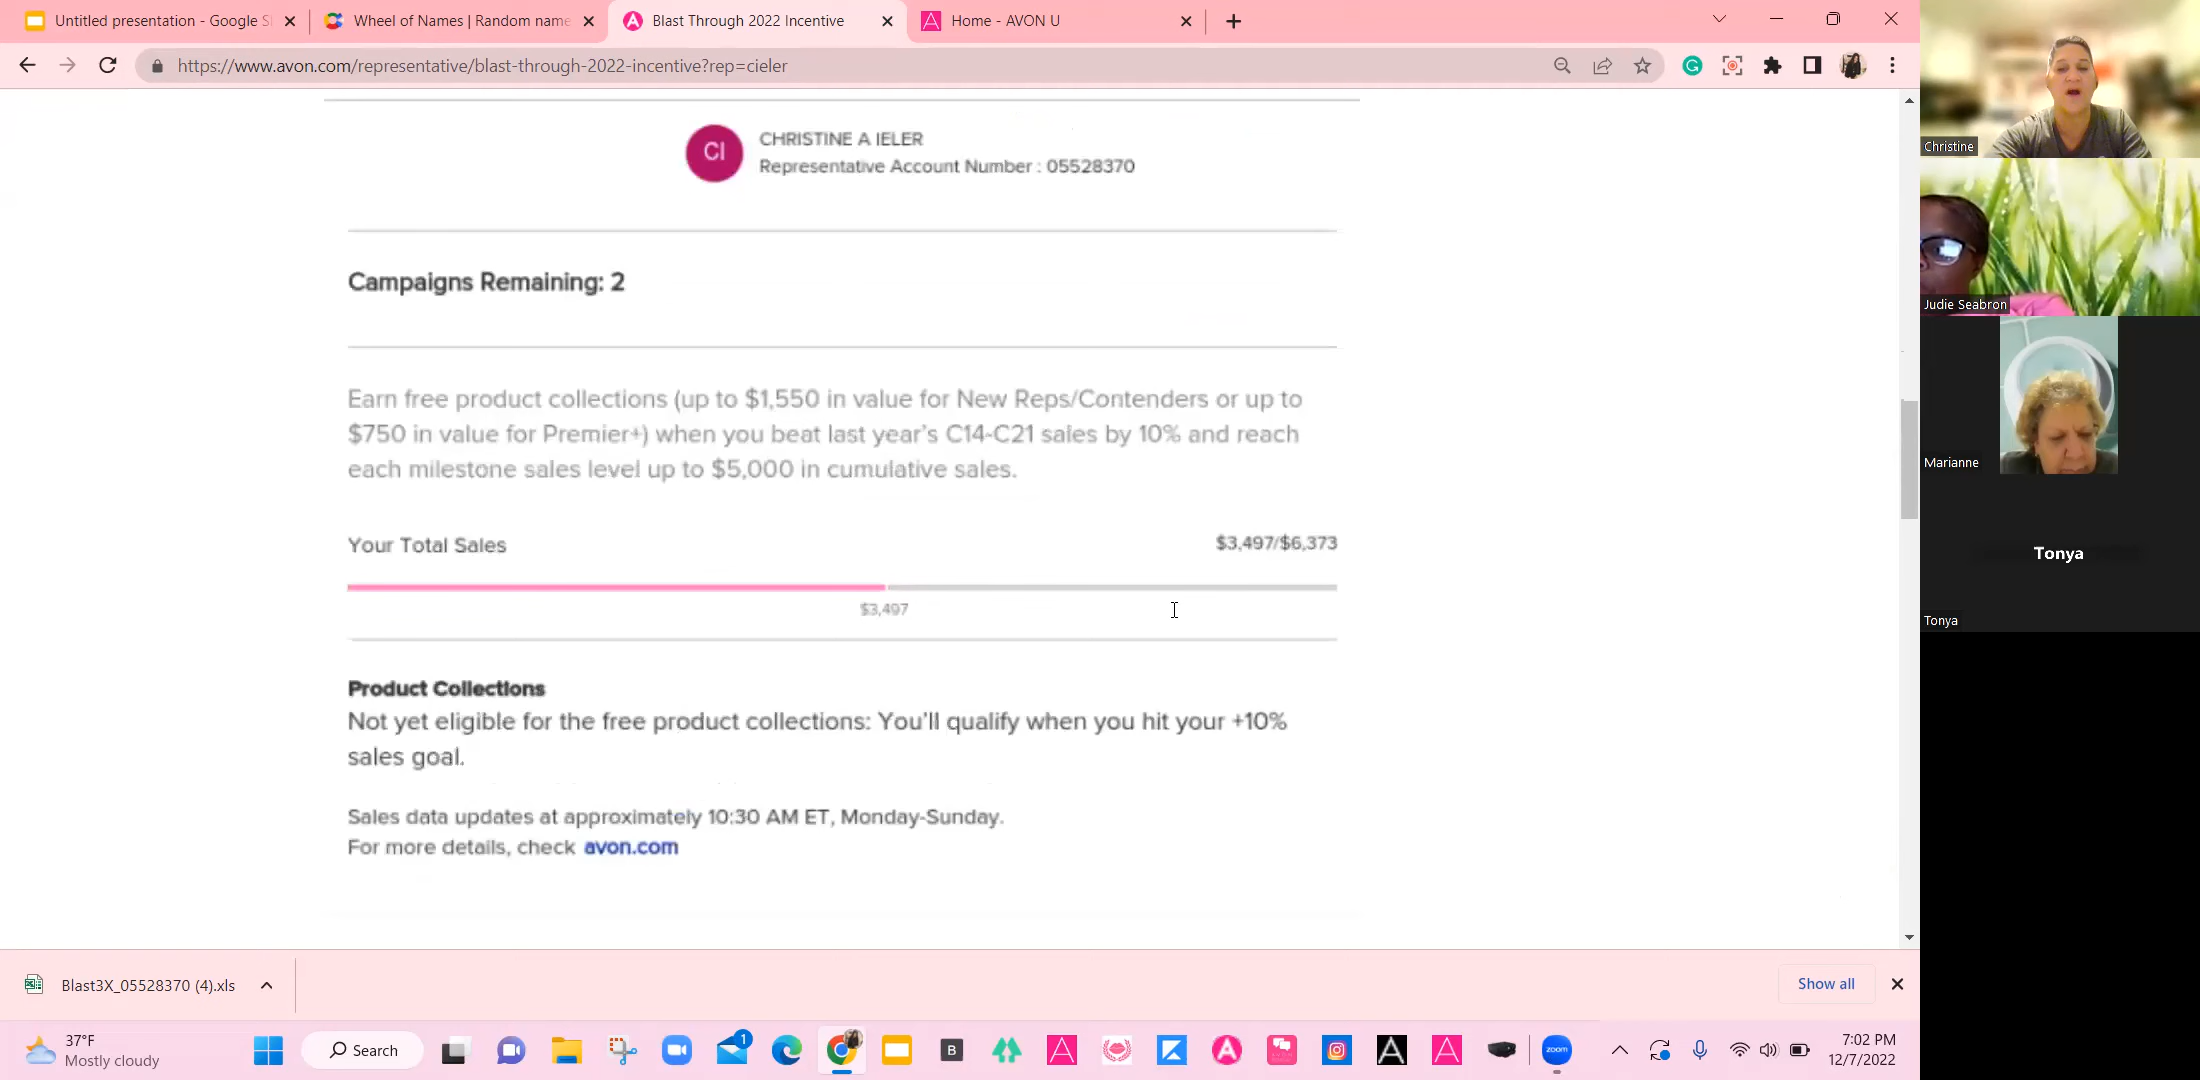 Untitled presentation - Google Sl
Wheel of Names | Random name
Blast Through 2022 Incentive
Home - AVON U
https://www.avon.com/representative/blast-through-2022-incentive?rep=cieler
CI
CHRISTINE A IELER
Representative Account Number : 05528370
Campaigns Remaining: 2
Earn free product collections (up to $1,550 in value for New Reps/Contenders or up to
$750 in value for Premier+) when you beat last year's C14-C21 sales by 10% and reach
each milestone sales level up to $5,000 in cumulative sales.
Your Total Sales
$3,497/$6,373
$3,497
Product Collections
Not yet eligible for the free product collections: You'll qualify when you hit your +10%
sales goal.
Sales data updates at approximately 10:30 AM ET, Monday-Sunday.
For more details, check avon.com
Christine
Judie Seabron
Marianne
Tonya
Tonya
Blast3X_05528370 (4).xls
Show all
37°F
Mostly cloudy
Search
1
B
zoom
7:02 PM
12/7/2022